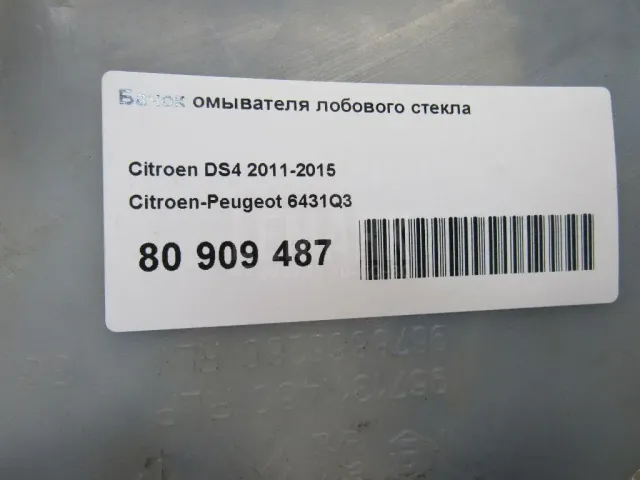 Бачок омывателя лобового стекла
Citroen DS4 2011-2015
Citroen-Peugeot 6431Q3
80 909 487